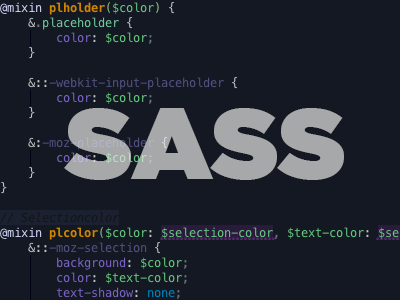 @mixin plholder($color) {
&.placeholder {
color: $color;
}
&::-webkit-input-placeholder {
color: $color;
}
&:-moz-placeholder {
color: $color;
}
}
SASS
// Selectioncolor
@mixin plcolor($color: $selection-color, $text-color: $se
&::-moz-selection {
background: $color;
color: $text-color;
text-shadow: none;